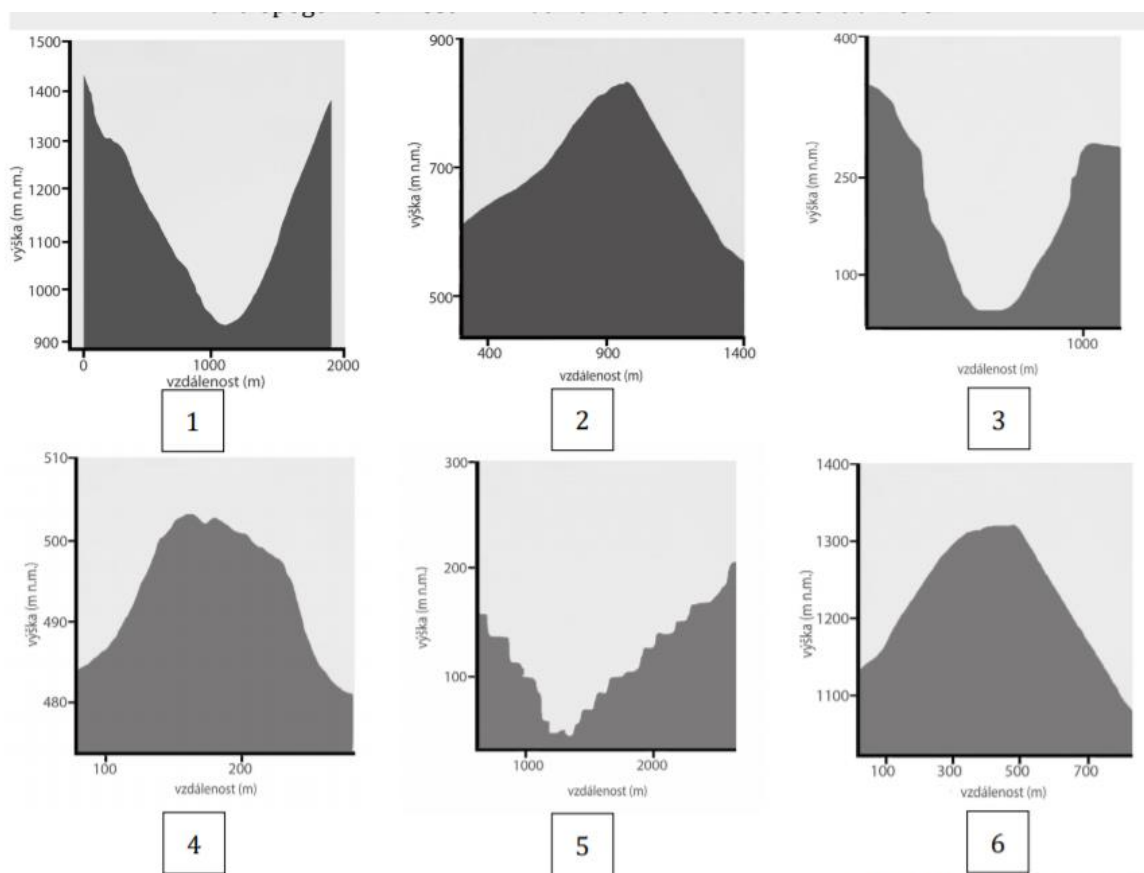 1500
1400
1300
1200
1100
1000
900
výška (m n.m.)
0 1000 2000
vzdálenost (m)
1
900
700
500
výška (m n.m.)
400 900 1400
vzdálenost (m)
2
400
250
100
výška (m n.m.)
1000
vzdálenost (m)
3
510
500
490
480
výška (m n.m.)
100 200
vzdálenost (m)
4
300
200
100
výška (m n.m.)
1000 2000
vzdálenost (m)
5
1400
1300
1200
1100
výška (m n.m.)
100 300 500 700
vzdálenost (m)
6